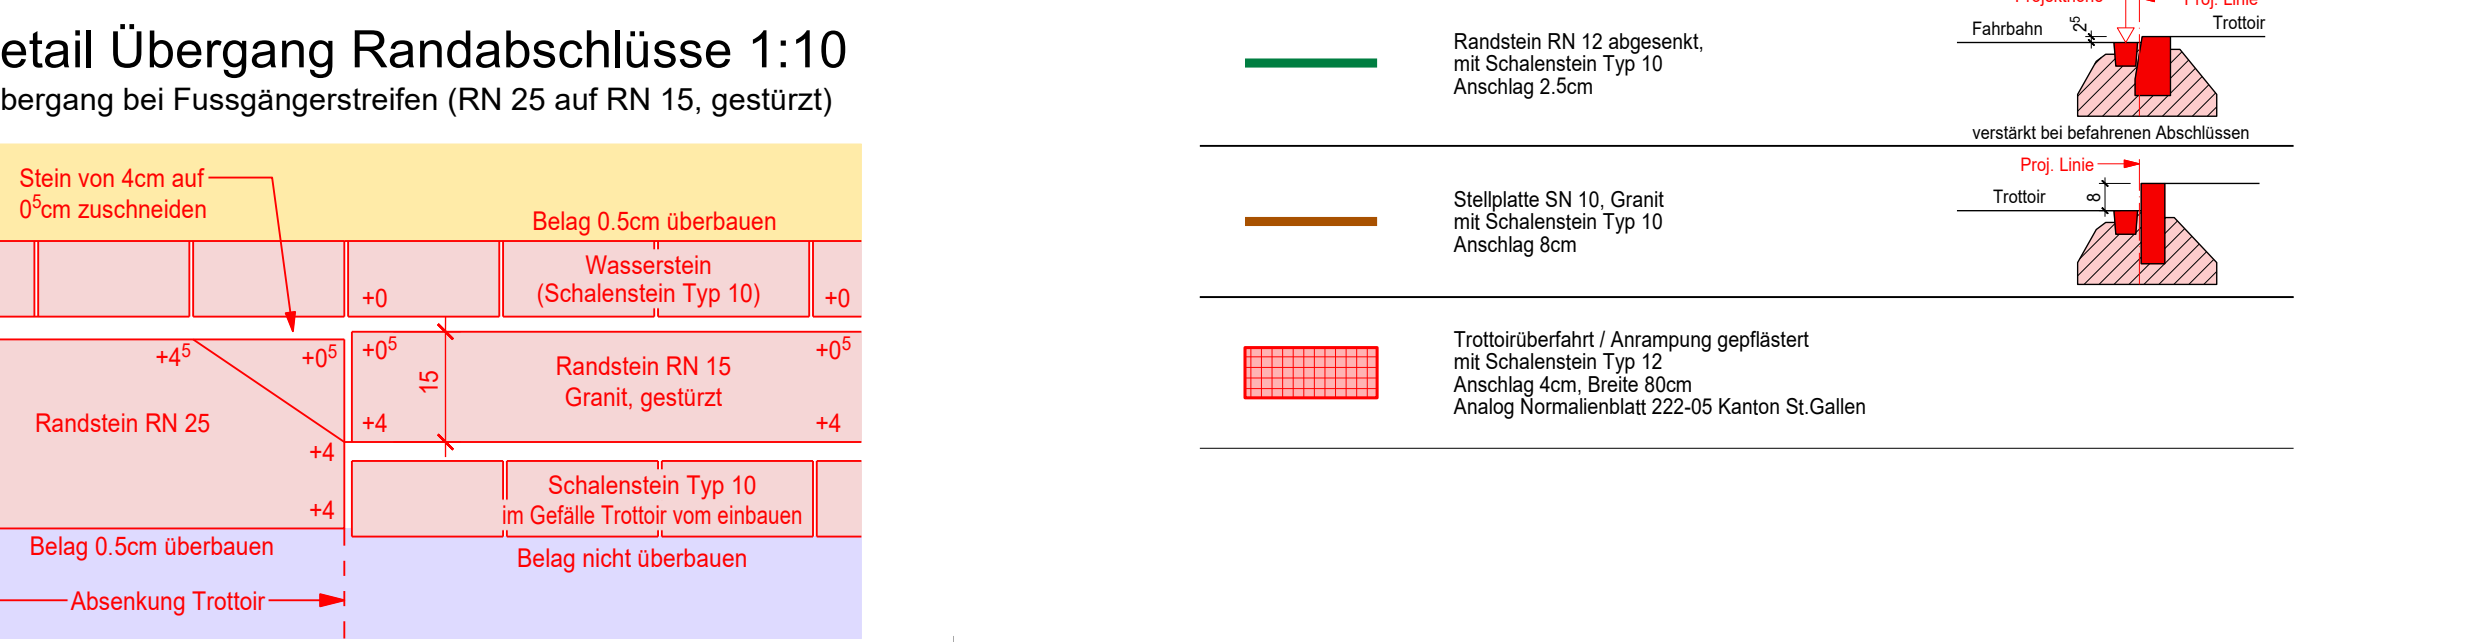 etail Übergang Randabschlüsse 1:10
bergang bei Fussgängerstreifen (RN 25 auf RN 15, gestürzt)
Stein von 4cm auf
0⁵cm zuschneiden
Belag 0.5cm überbauen
Wasserstein
(Schalenstein Typ 10)
+0
+0
+4⁵
+0⁵
+0⁵
+0⁵
15
Randstein RN 15
Granit, gestürzt
Randstein RN 25
+4
+4
+4
+4
Schalenstein Typ 10
im Gefälle Trottoir vom einbauen
Belag 0.5cm überbauen
Belag nicht überbauen
Absenkung Trottoir
Randstein RN 12 abgesenkt,
mit Schalenstein Typ 10
Anschlag 2.5cm
Projekthöhe
Proj. Linie
Fahrbahn
2⁵
Trottoir
verstärkt bei befahrenen Abschlüssen
Stellplatte SN 10, Granit
mit Schalenstein Typ 10
Anschlag 8cm
Proj. Linie
Trottoir
8
Trottoirüberfahrt / Anrampung gepflästert
mit Schalenstein Typ 12
Anschlag 4cm, Breite 80cm
Analog Normalienblatt 222-05 Kanton St.Gallen